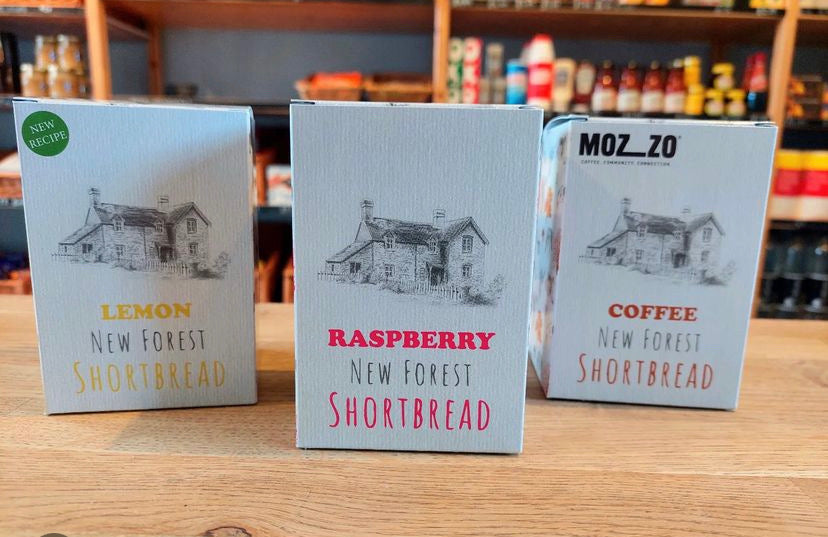 NEW
RECIPE
LEMON
NEW FOREST
SHORTBREAD
RASPBERRY
NEW FOREST
SHORTBREAD
MOZ_ZO
COFFEE COMMUNITY CONNECTION
COFFEE
NEW FOREST
SHORTBREAD